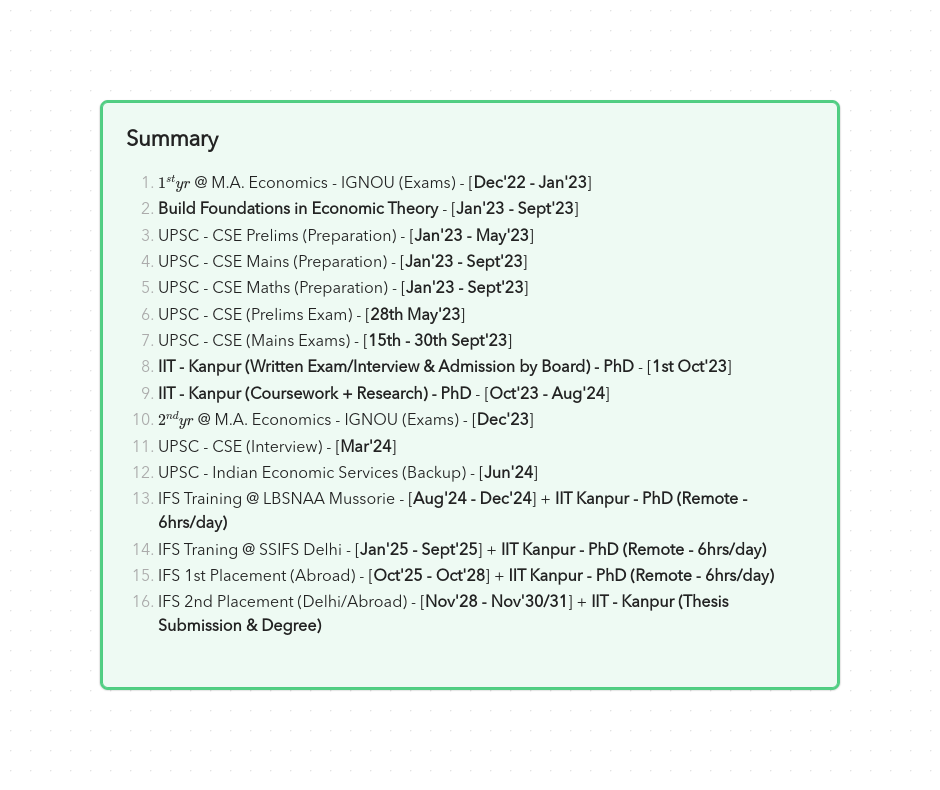 Summary
1. 1^{st}yr @ M.A. Economics - IGNOU (Exams) - [Dec'22 - Jan'23]
2. Build Foundations in Economic Theory - [Jan'23 - Sept'23]
3. UPSC - CSE Prelims (Preparation) - [Jan'23 - May'23]
4. UPSC - CSE Mains (Preparation) - [Jan'23 - Sept'23]
5. UPSC - CSE Maths (Preparation) - [Jan'23 - Sept'23]
6. UPSC - CSE (Prelims Exam) - [28th May'23]
7. UPSC - CSE (Mains Exams) - [15th - 30th Sept'23]
8. IIT - Kanpur (Written Exam/Interview & Admission by Board) - PhD - [1st Oct'23]
9. IIT - Kanpur (Coursework + Research) - PhD - [Oct'23 - Aug'24]
10. 2^{nd}yr @ M.A. Economics - IGNOU (Exams) - [Dec'23]
11. UPSC - CSE (Interview) - [Mar'24]
12. UPSC - Indian Economic Services (Backup) - [Jun'24]
13. IFS Training @ LBSNAA Mussorie - [Aug'24 - Dec'24] + IIT Kanpur - PhD (Remote -
6hrs/day)
14. IFS Traning @ SSIFS Delhi - [Jan'25 - Sept'25] + IIT Kanpur - PhD (Remote - 6hrs/day)
15. IFS 1st Placement (Abroad) - [Oct'25 - Oct'28] + IIT Kanpur - PhD (Remote - 6hrs/day)
16. IFS 2nd Placement (Delhi/Abroad) - [Nov'28 - Nov'30/31] + IIT - Kanpur (Thesis
Submission & Degree)